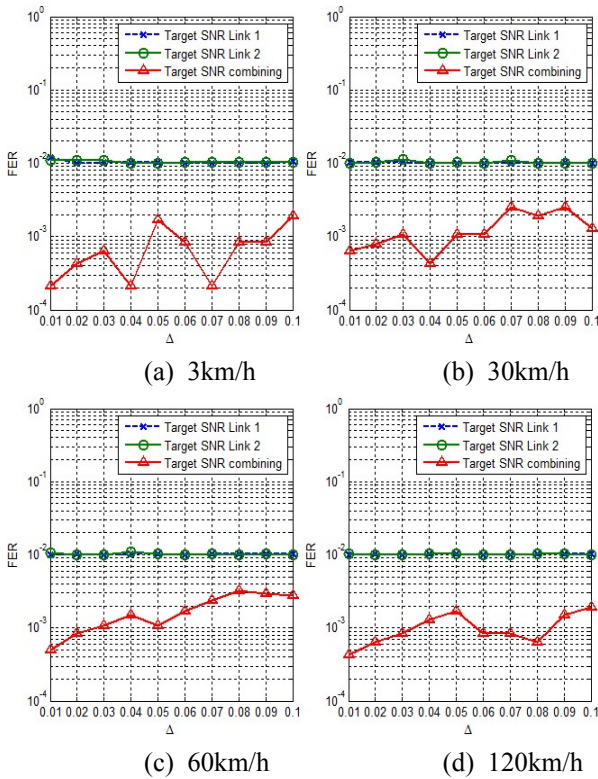 10^0
10^-1
10^-2
10^-3
10^-4
FER
Target SNR Link 1
Target SNR Link 2
Target SNR combining
0.01 0.02 0.03 0.04 0.05 0.06 0.07 0.08 0.09 0.1
Δ
(a) 3km/h
10^0
10^-1
10^-2
10^-3
10^-4
FER
Target SNR Link 1
Target SNR Link 2
Target SNR combining
0.01 0.02 0.03 0.04 0.05 0.06 0.07 0.08 0.09 0.1
Δ
(b) 30km/h
10^0
10^-1
10^-2
10^-3
10^-4
FER
Target SNR Link 1
Target SNR Link 2
Target SNR combining
0.01 0.02 0.03 0.04 0.05 0.06 0.07 0.08 0.09 0.1
Δ
(c) 60km/h
10^0
10^-1
10^-2
10^-3
10^-4
FER
Target SNR Link 1
Target SNR Link 2
Target SNR combining
0.01 0.02 0.03 0.04 0.05 0.06 0.07 0.08 0.09 0.1
Δ
(d) 120km/h